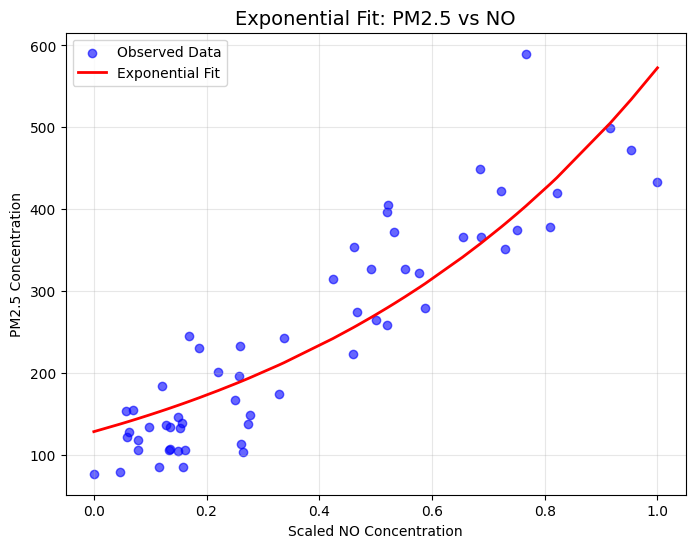 Exponential Fit: PM2.5 vs NO
Observed Data
Exponential Fit
600
500
400
300
200
100
PM2.5 Concentration
0.0 0.2 0.4 0.6 0.8 1.0
Scaled NO Concentration